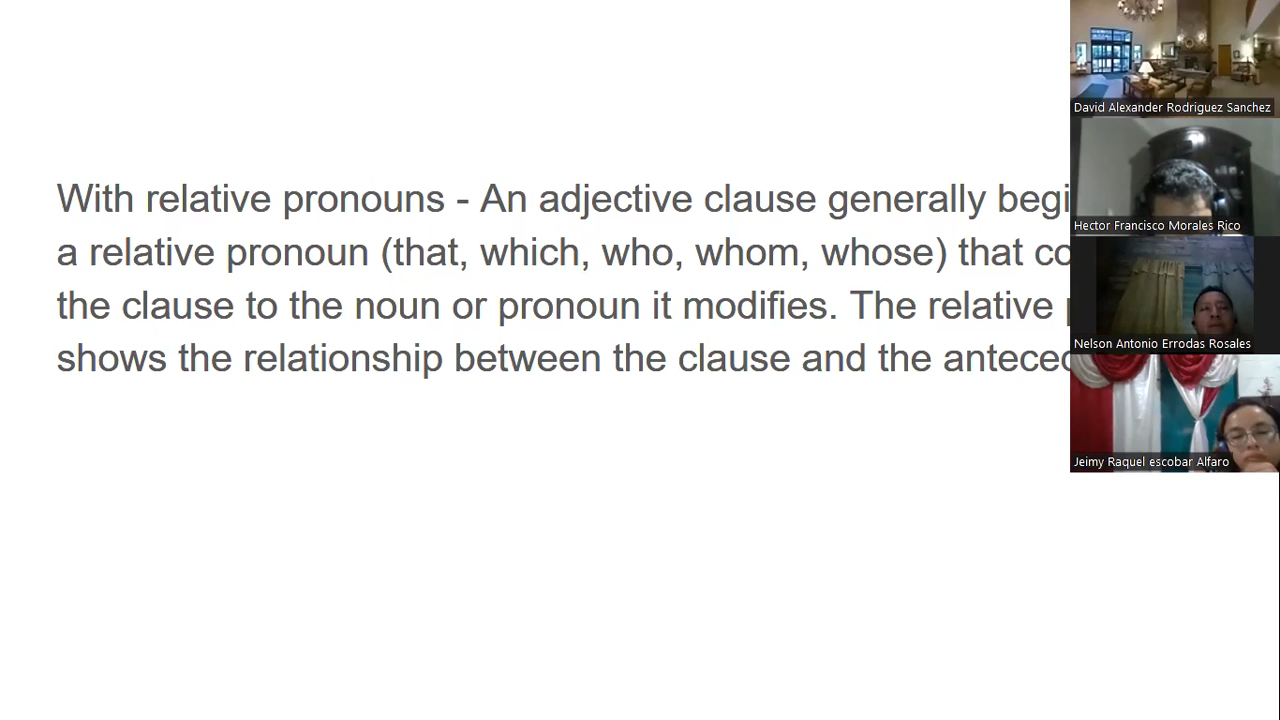 With relative pronouns - An adjective clause generally begi
a relative pronoun (that, which, who, whom, whose) that co
the clause to the noun or pronoun it modifies. The relative
shows the relationship between the clause and the anteced
David Alexander Rodriguez Sanchez
Hector Francisco Morales Rico
Nelson Antonio Errodas Rosales
Jeimy Raquel escobar Alfaro